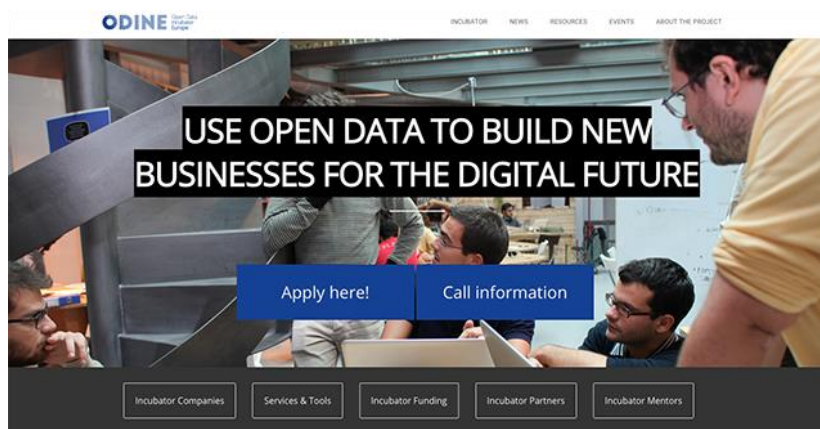 ODINE Open Data Incubator Europe
INCUBATOR NEWS RESOURCES EVENTS ABOUT THE PROJECT
USE OPEN DATA TO BUILD NEW
BUSINESSES FOR THE DIGITAL FUTURE
Apply here! Call information
Incubator Companies Services & Tools Incubator Funding Incubator Partners Incubator Mentors